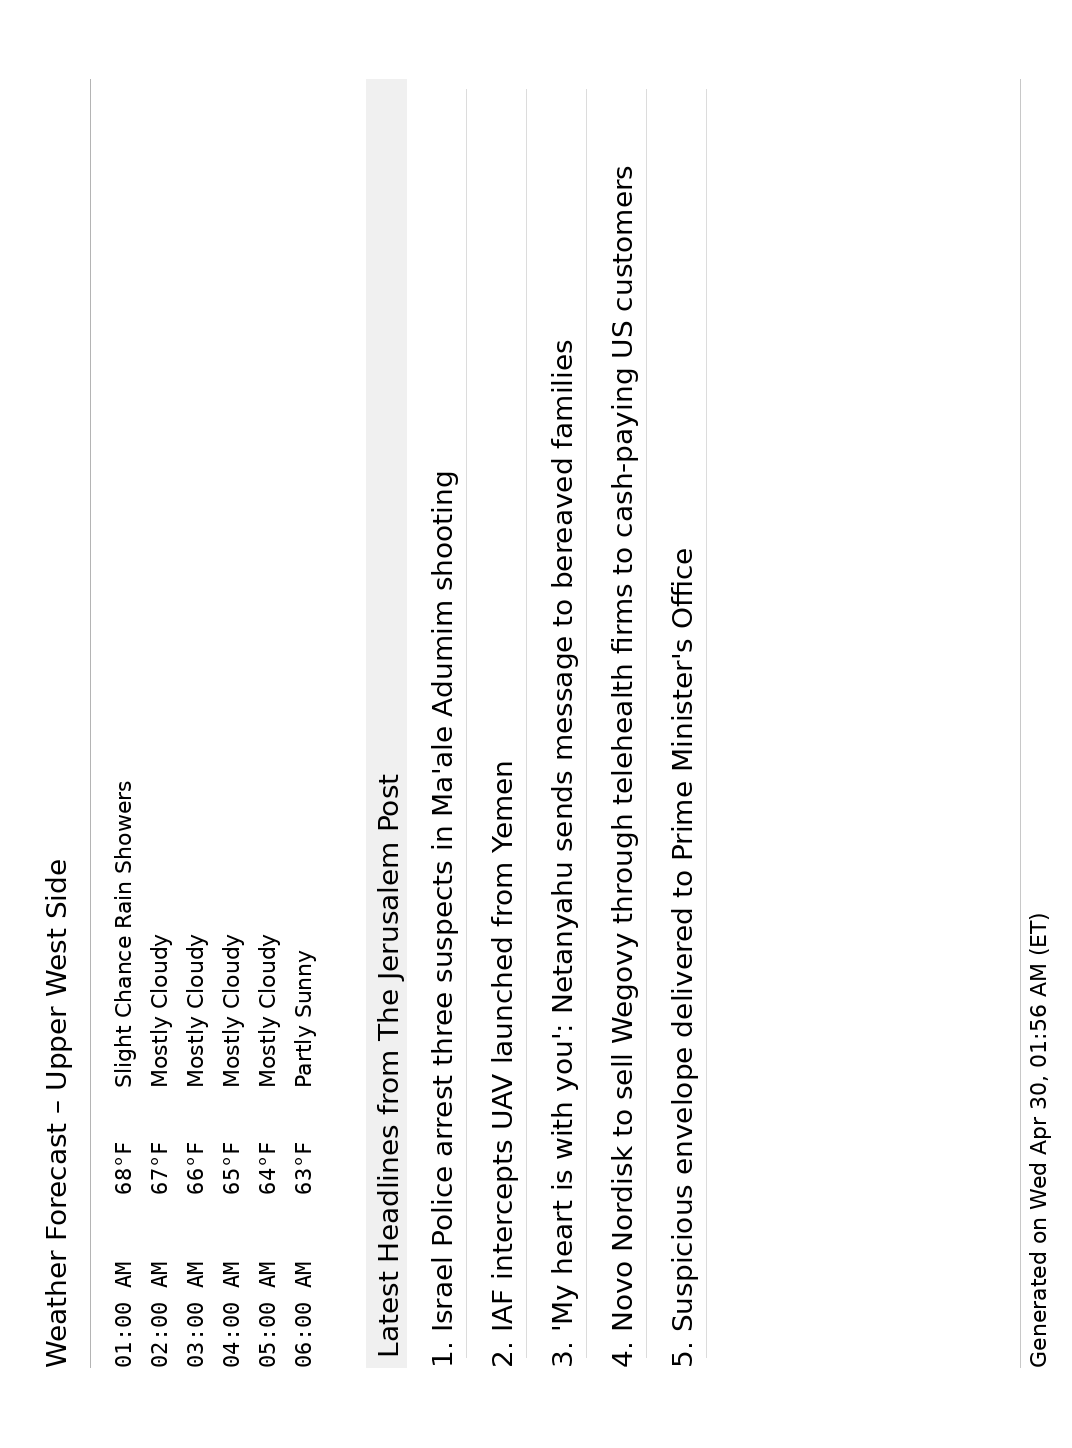 Weather Forecast – Upper West Side
01:00 AM 68°F Slight Chance Rain Showers
02:00 AM 67°F Mostly Cloudy
03:00 AM 66°F Mostly Cloudy
04:00 AM 65°F Mostly Cloudy
05:00 AM 64°F Mostly Cloudy
06:00 AM 63°F Partly Sunny
Latest Headlines from The Jerusalem Post
1. Israel Police arrest three suspects in Ma'ale Adumim shooting
2. IAF intercepts UAV launched from Yemen
3. 'My heart is with you': Netanyahu sends message to bereaved families
4. Novo Nordisk to sell Wegovy through telehealth firms to cash-paying US customers
5. Suspicious envelope delivered to Prime Minister's Office
Generated on Wed Apr 30, 01:56 AM (ET)